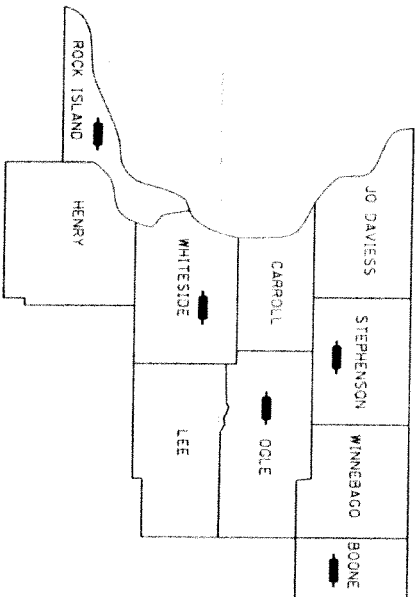 JO DAVIESS
STEPHENSON
WINNEBAGO
BOONE
CARROLL
OGLE
WHITESIDE
LEE
ROCK ISLAND
HENRY